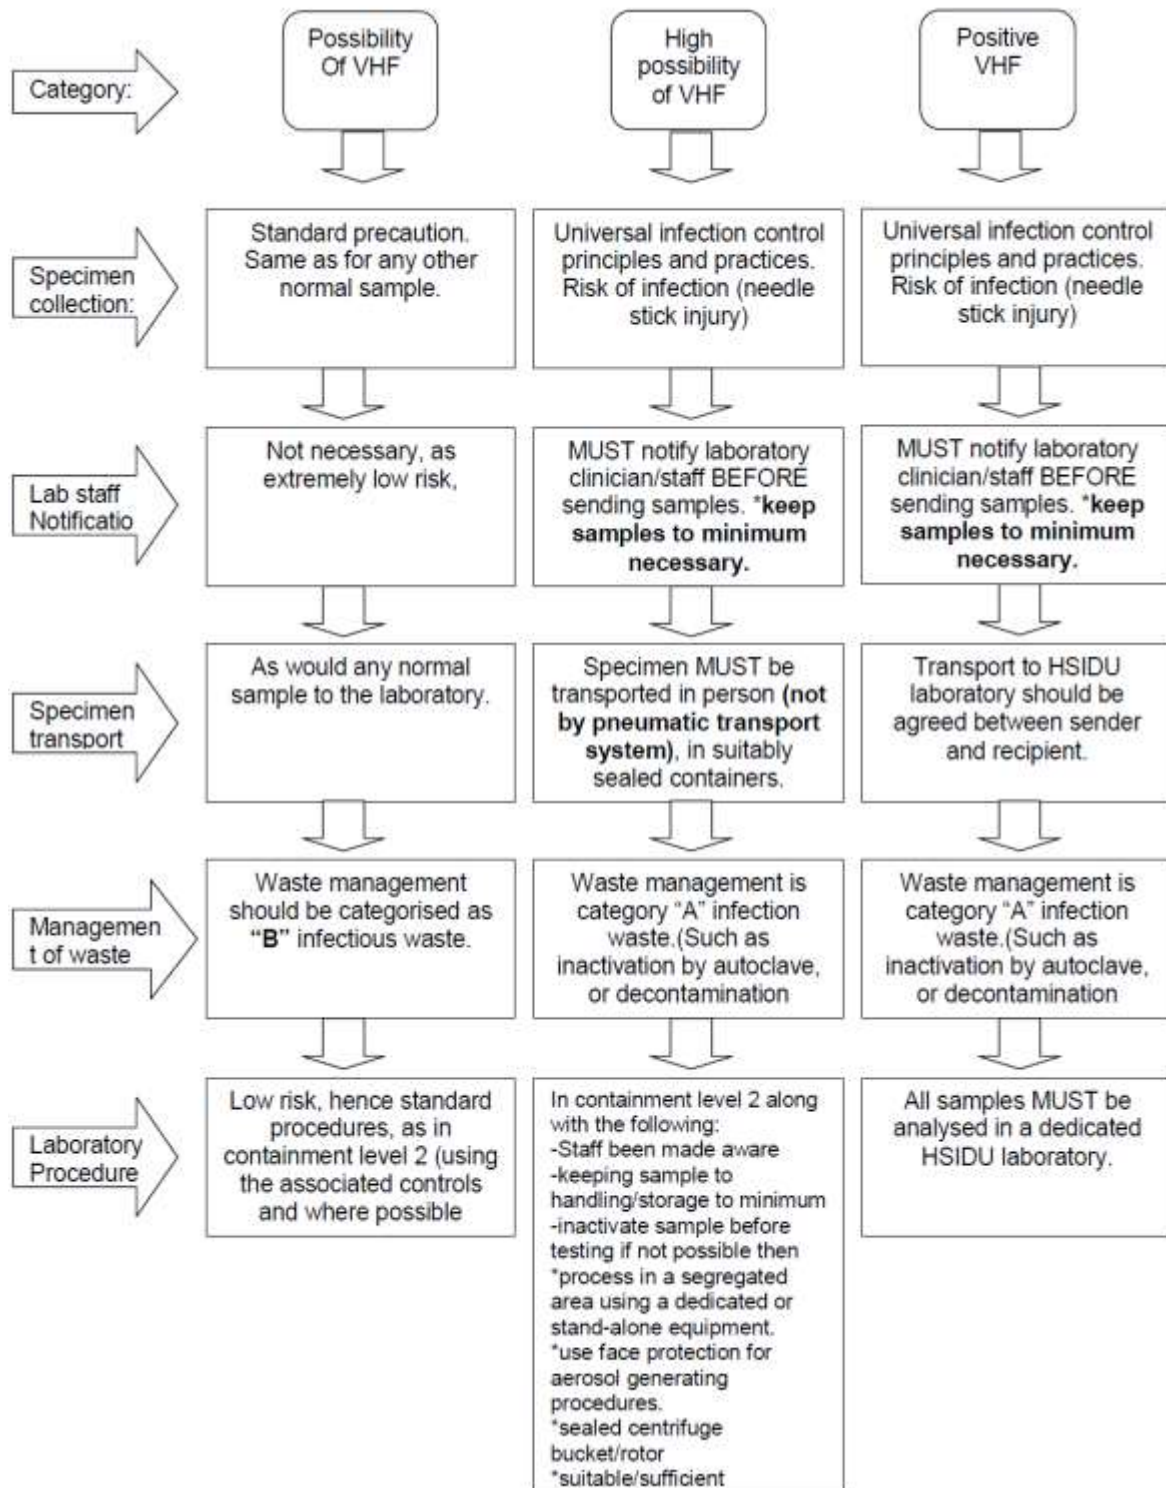 Category:
Possibility
Of VHF
High
possibility
of VHF
Positive
VHF
Specimen
collection:
Standard precaution.
Same as for any other
normal sample.
Universal infection control
principles and practices.
Risk of infection (needle
stick injury)
Universal infection control
principles and practices.
Risk of infection (needle
stick injury)
Lab staff
Notificatio
Not necessary, as
extremely low risk,
MUST notify laboratory
clinician/staff BEFORE
sending samples. *keep
samples to minimum
necessary.
MUST notify laboratory
clinician/staff BEFORE
sending samples. *keep
samples to minimum
necessary.
Specimen
transport
As would any normal
sample to the laboratory.
Specimen MUST be
transported in person (not
by pneumatic transport
system), in suitably
sealed containers.
Transport to HSIDU
laboratory should be
agreed between sender
and recipient.
Managemen
t of waste
Waste management
should be categorised as
“B” infectious waste.
Waste management is
category “A” infection
waste.(Such as
inactivation by autoclave,
or decontamination
Waste management is
category “A” infection
waste.(Such as
inactivation by autoclave,
or decontamination
Laboratory
Procedure
Low risk, hence standard
procedures, as in
containment level 2 (using
the associated controls
and where possible
In containment level 2 along
with the following:
-Staff been made aware
-keeping sample to
handling/storage to minimum
-inactivate sample before
testing if not possible then
*process in a segregated
area using a dedicated or
stand-alone equipment.
*use face protection for
aerosol generating
procedures.
*sealed centrifuge
bucket/rotor
*suitable/sufficient
All samples MUST be
analysed in a dedicated
HSIDU laboratory.